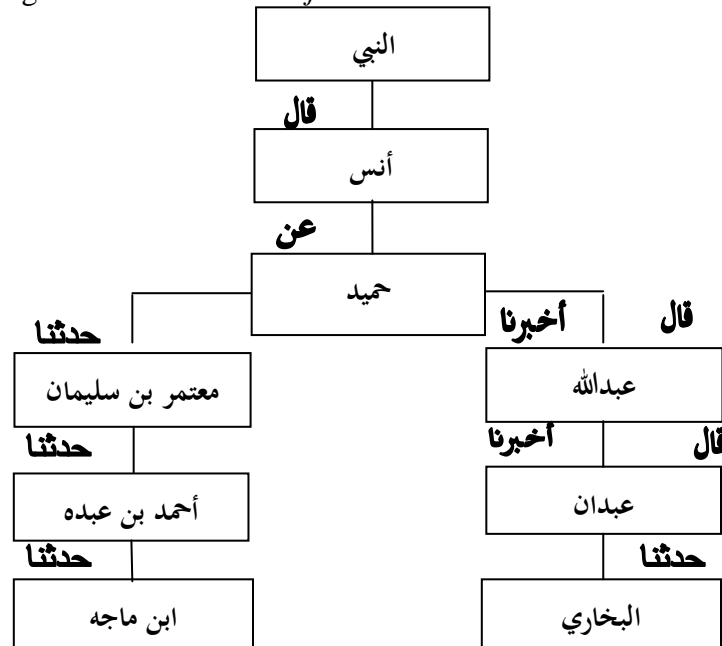 النبي
قال
أنس
عن
حميد
حدثنا
أخبرنا
قال
معتمر بن سليمان
عبدالله
حدثنا
أخبرنا
قال
أحمد بن عبده
عبدان
حدثنا
حدثنا
ابن ماجه
البخاري